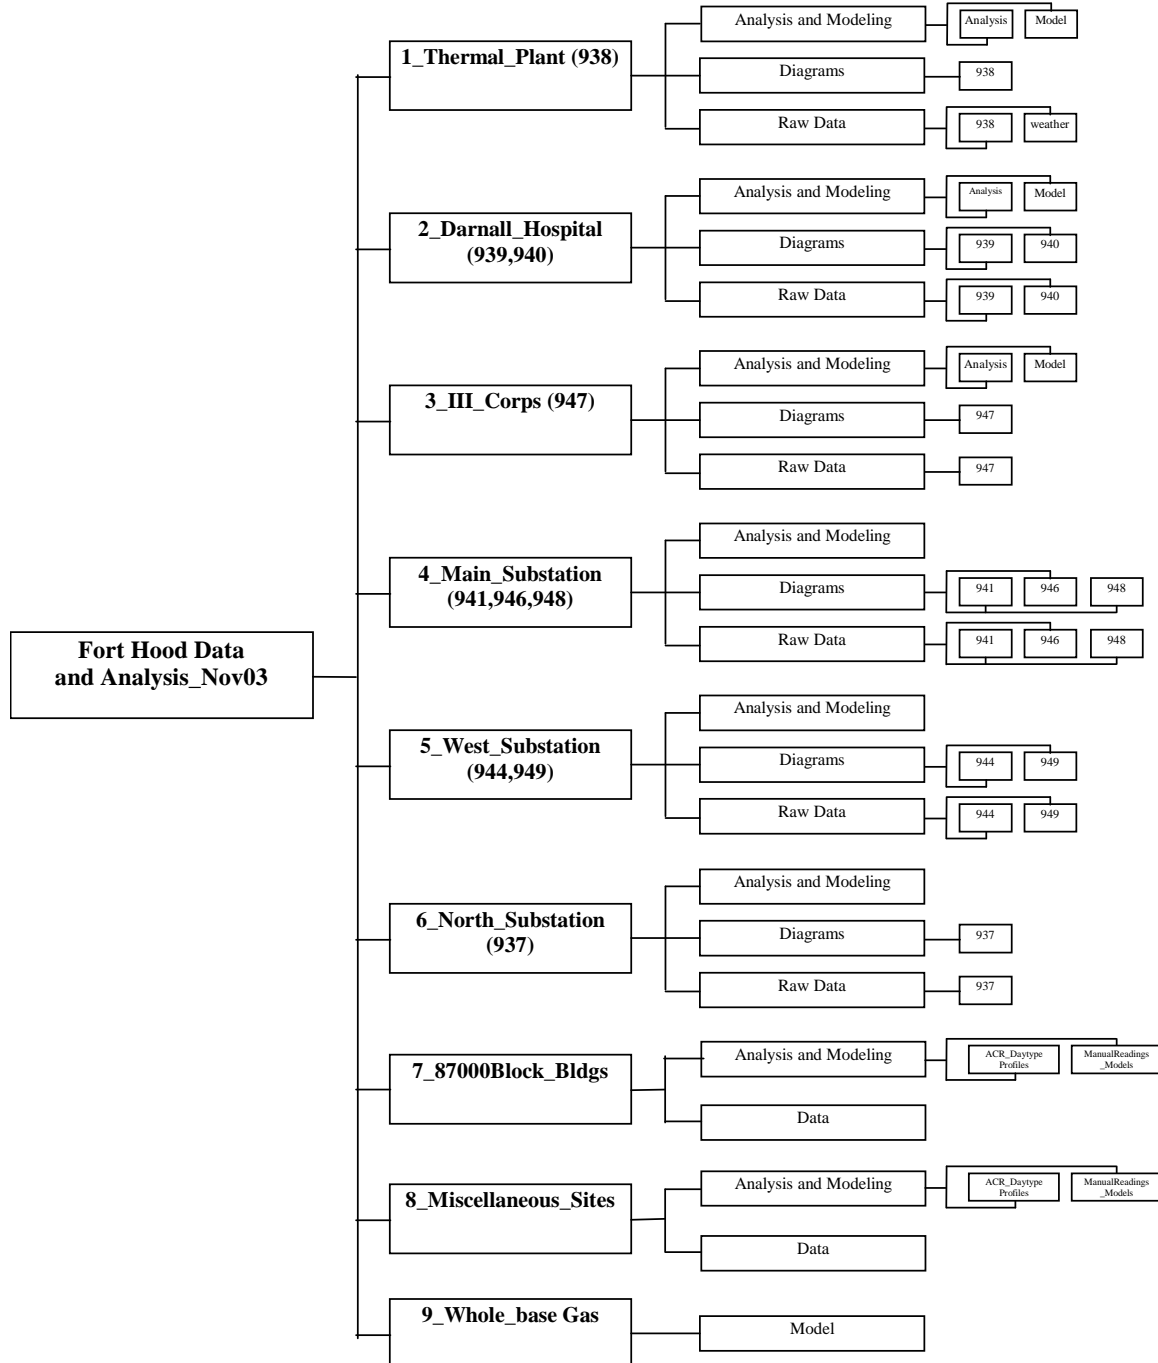 Fort Hood Data
and Analysis_Nov03
1_Thermal_Plant (938)
Analysis and Modeling
Analysis
Model
Diagrams
938
Raw Data
938
weather
2_Darnall_Hospital
(939,940)
Analysis and Modeling
Analysis
Model
Diagrams
939
940
Raw Data
939
940
3_III_Corps (947)
Analysis and Modeling
Analysis
Model
Diagrams
947
Raw Data
947
4_Main_Substation
(941,946,948)
Analysis and Modeling
Diagrams
941
946
948
Raw Data
941
946
948
5_West_Substation
(944,949)
Analysis and Modeling
Diagrams
944
949
Raw Data
944
949
6_North_Substation
(937)
Analysis and Modeling
Diagrams
937
Raw Data
937
7_87000Block_Bldgs
Analysis and Modeling
ACR_Daytype
Profiles
ManualReadings
_Models
Data
8_Miscellaneous_Sites
Analysis and Modeling
ACR_Daytype
Profiles
ManualReadings
_Models
Data
9_Whole_base Gas
Model